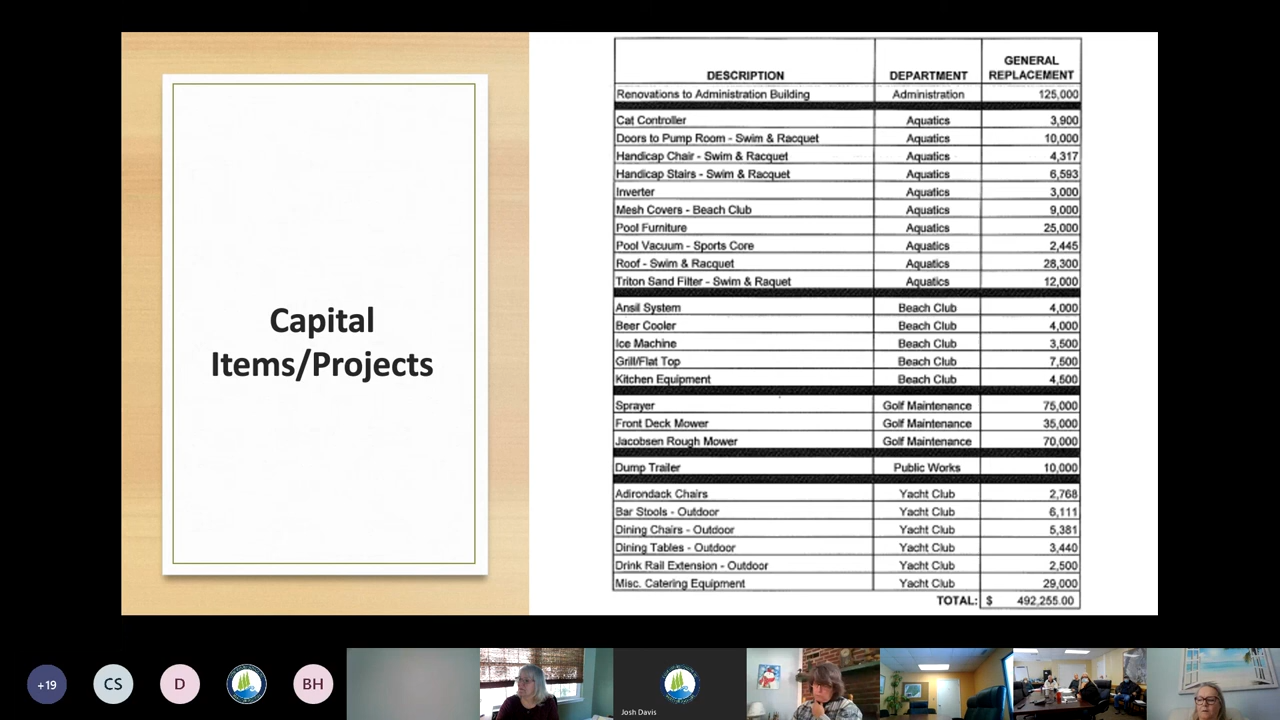 Capital
Items/Projects
DESCRIPTION DEPARTMENT GENERAL REPLACEMENT
Renovations to Administration Building Administration 125,000
Cat Controller Aquatics 3,900
Doors to Pump Room - Swim & Racquet Aquatics 10,000
Handicap Chair - Swim & Racquet Aquatics 4,317
Handicap Stairs - Swim & Racquet Aquatics 6,593
Inverter Aquatics 3,000
Mesh Covers - Beach Club Aquatics 9,000
Pool Furniture Aquatics 25,000
Pool Vacuum - Sports Core Aquatics 2,445
Roof - Swim & Racquet Aquatics 28,300
Triton Sand Filter - Swim & Raquet Aquatics 12,000
Ansil System Beach Club 4,000
Beer Cooler Beach Club 4,000
Ice Machine Beach Club 3,500
Grill/Flat Top Beach Club 7,500
Kitchen Equipment Beach Club 4,500
Sprayer Golf Maintenance 75,000
Front Deck Mower Golf Maintenance 35,000
Jacobsen Rough Mower Golf Maintenance 70,000
Dump Trailer Public Works 10,000
Adirondack Chairs Yacht Club 2,768
Bar Stools - Outdoor Yacht Club 6,111
Dining Chairs - Outdoor Yacht Club 5,381
Dining Tables - Outdoor Yacht Club 3,440
Drink Rail Extension - Outdoor Yacht Club 2,500
Misc. Catering Equipment Yacht Club 29,000
TOTAL: $ 492,255.00
+19 CS D BH
Josh Davis